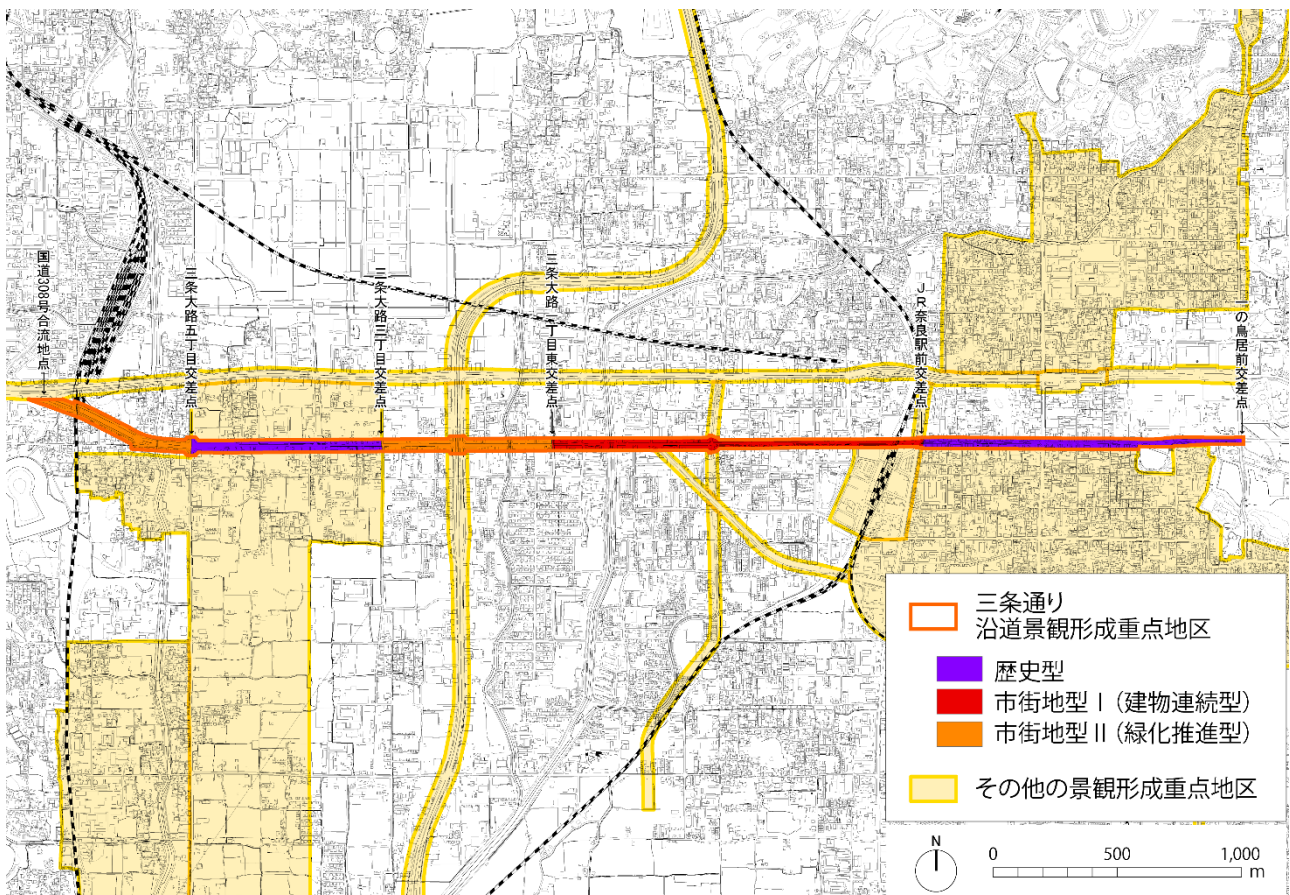 国道308号合流地点
三条大路五丁目交差点
三条大路三丁目交差点
三条大路一丁目東交差点
JR奈良駅前交差点
一の鳥居前交差点
三条通り
沿道景観形成重点地区
歴史型
市街地型Ⅰ(建物連続型)
市街地型Ⅱ(緑化推進型)
その他の景観形成重点地区
N
0 500 1,000
m